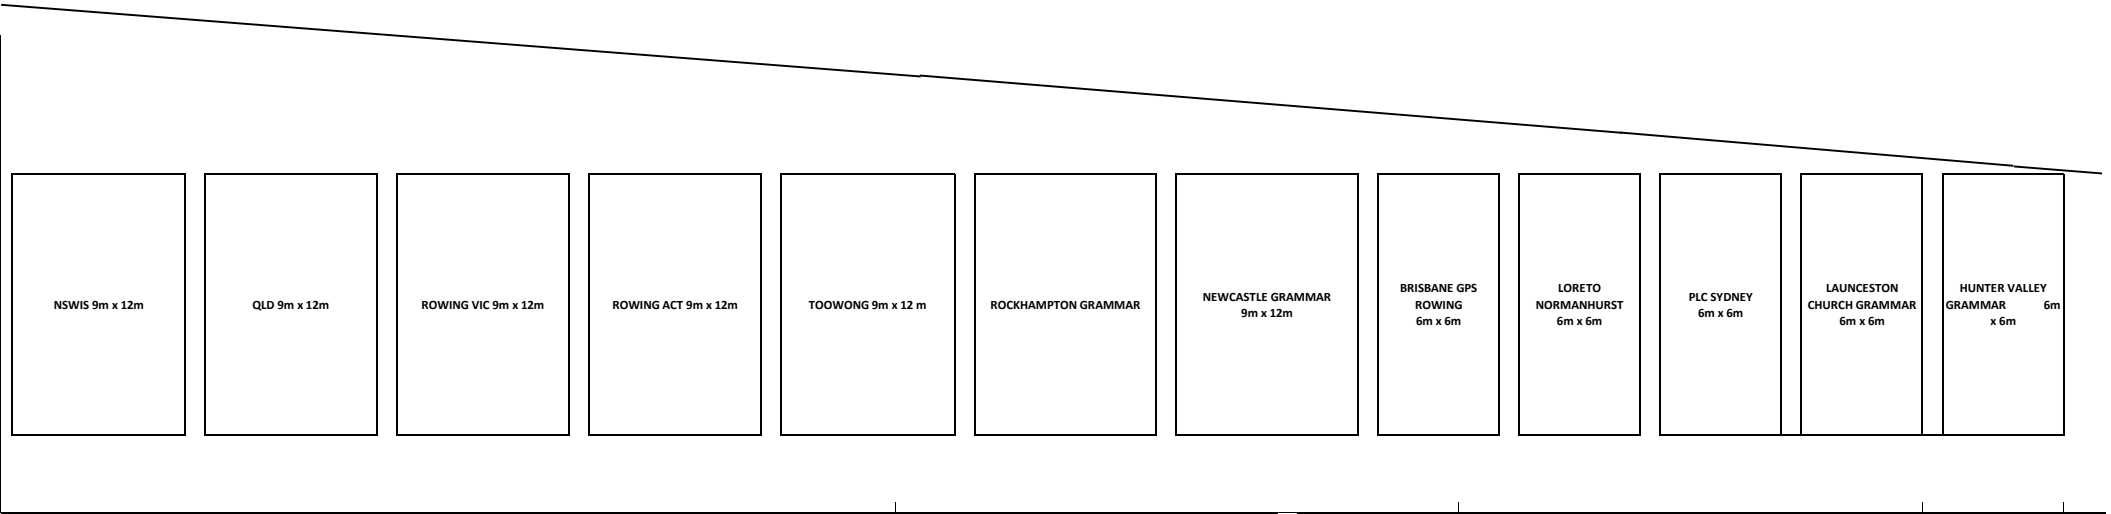 NSWIS 9m x 12m
QLD 9m x 12m
ROWING VIC 9m x 12m
ROWING ACT 9m x 12m
TOOWONG 9m x 12 m
ROCKHAMPTON GRAMMAR
NEWCASTLE GRAMMAR
9m x 12m
BRISBANE GPS
ROWING
6m x 6m
LORETO
NORMANHURST
6m x 6m
PLC SYDNEY
6m x 6m
LAUNCESTON
CHURCH GRAMMAR
6m x 6m
HUNTER VALLEY
GRAMMAR 6m
x 6m